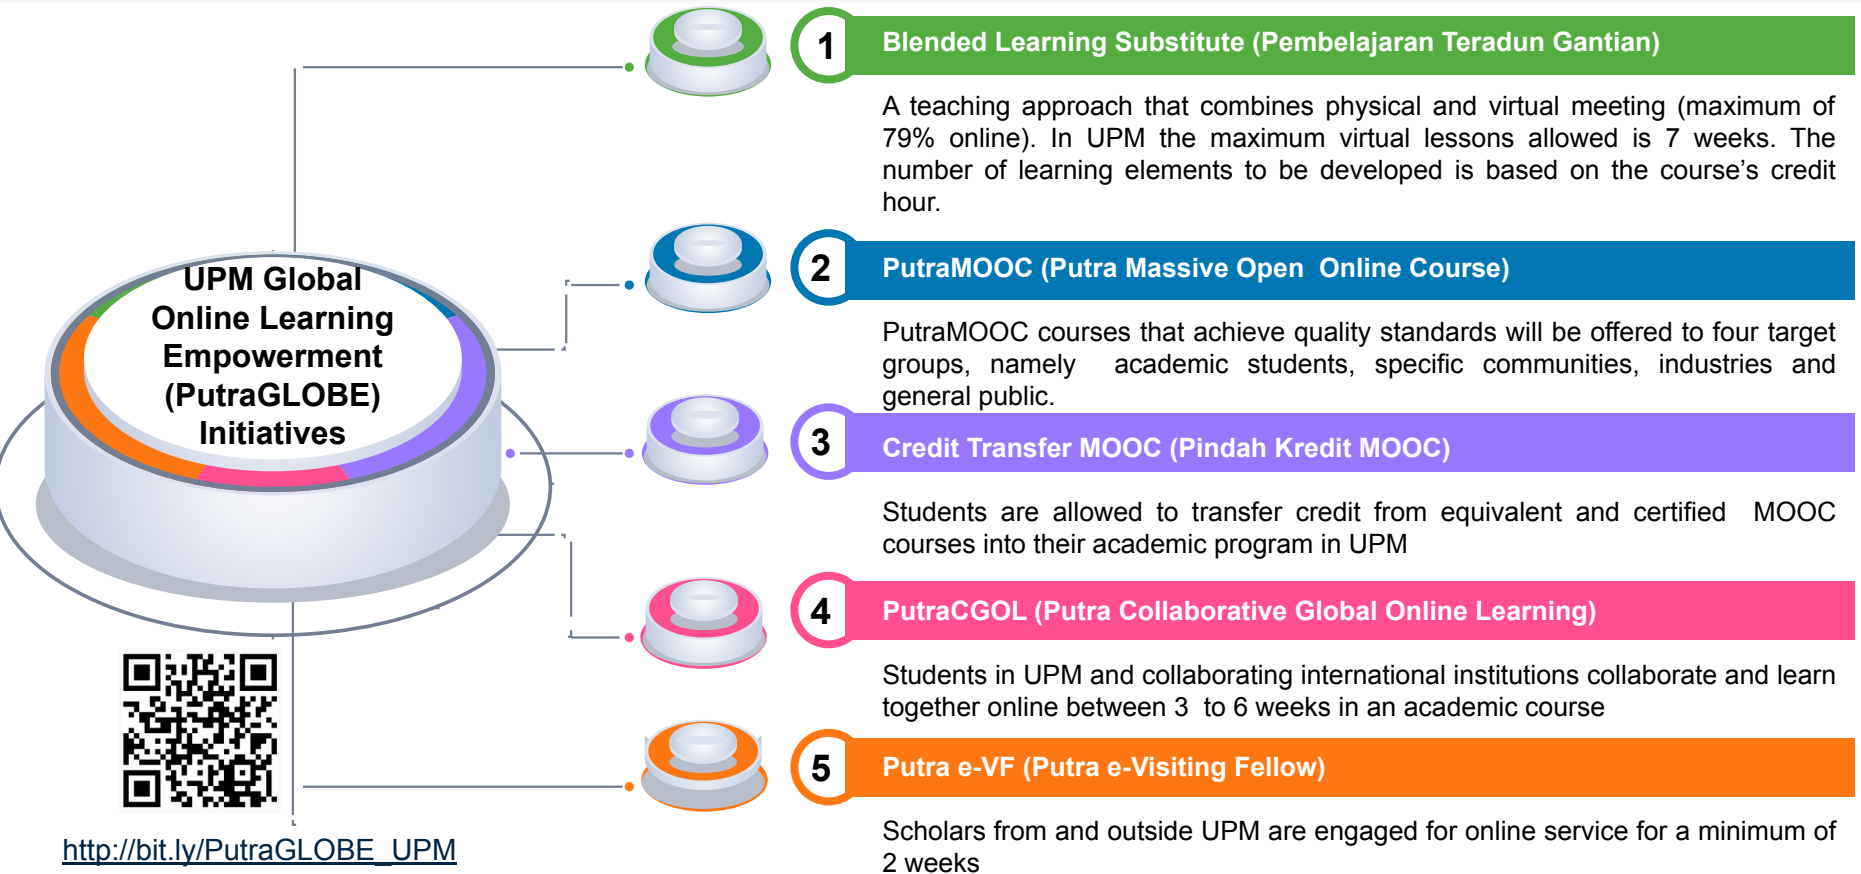 UPM Global
Online Learning
Empowerment
(PutraGLOBE)
Initiatives
http://bit.ly/PutraGLOBE_UPM
1
Blended Learning Substitute (Pembelajaran Teradun Gantian)
A teaching approach that combines physical and virtual meeting (maximum of
79% online). In UPM the maximum virtual lessons allowed is 7 weeks. The
number of learning elements to be developed is based on the course's credit
hour.
2
PutraMOOC (Putra Massive Open Online Course)
PutraMOOC courses that achieve quality standards will be offered to four target
groups, namely academic students, specific communities, industries and
general public.
3
Credit Transfer MOOC (Pindah Kredit MOOC)
Students are allowed to transfer credit from equivalent and certified MOOC
courses into their academic program in UPM
4
PutraCGOL (Putra Collaborative Global Online Learning)
Students in UPM and collaborating international institutions collaborate and learn
together online between 3 to 6 weeks in an academic course
5
Putra e-VF (Putra e-Visiting Fellow)
Scholars from and outside UPM are engaged for online service for a minimum of
2 weeks